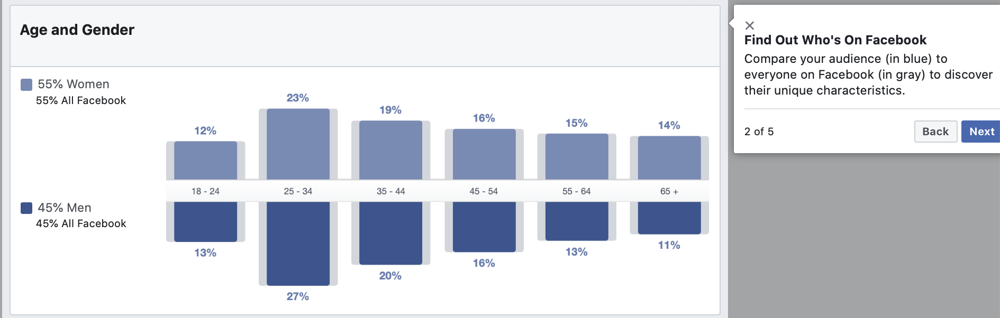 Age and Gender
55% Women
55% All Facebook
12%
23%
19%
16%
15%
14%
18 - 24
25 - 34
35 - 44
45 - 54
55 - 64
65 +
45% Men
45% All Facebook
13%
27%
20%
16%
13%
11%
Find Out Who's On Facebook
Compare your audience (in blue) to
everyone on Facebook (in gray) to discover
their unique characteristics.
2 of 5
Back
Next